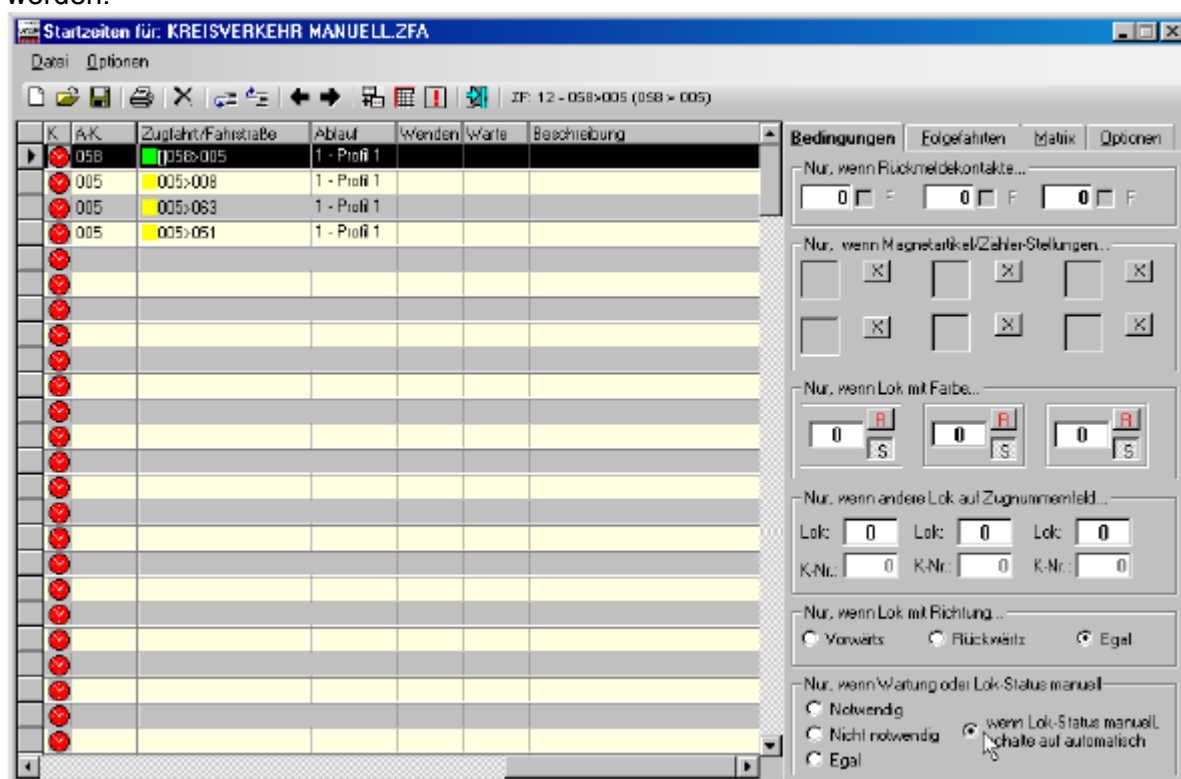 werden.
Startzeiten für: KREISVERKEHR MANUELL.ZFA
Datei Optionen
ZF: 12 - 058>005 (058 > 005)
K. A-K. Zugfahrt/Fahrstraße Ablauf Wenden Warte Beschreibung
058 []058>005 1 - Profil 1
005 005>008 1 - Profil 1
005 005>063 1 - Profil 1
005 005>051 1 - Profil 1
Bedingungen Folgefahrten Matrix Optionen
Nur, wenn Rückmeldekontakte...
0 F 0 F 0 F
Nur, wenn Magnetartikel/Zähler-Stellungen...
X X X
X X X
Nur, wenn Lok mit Farbe...
0 R S 0 R S 0 R S
Nur, wenn andere Lok auf Zugnummernfeld...
Lok: 0 Lok: 0 Lok: 0
K-Nr.: 0 K-Nr.: 0 K-Nr.: 0
Nur, wenn Lok mit Richtung...
Vorwärts Rückwärts Egal
Nur, wenn Wartung oder Lok-Status manuell
Notwendig
Nicht notwendig
Egal
wenn Lok-Status manuell,
schalte auf automatisch